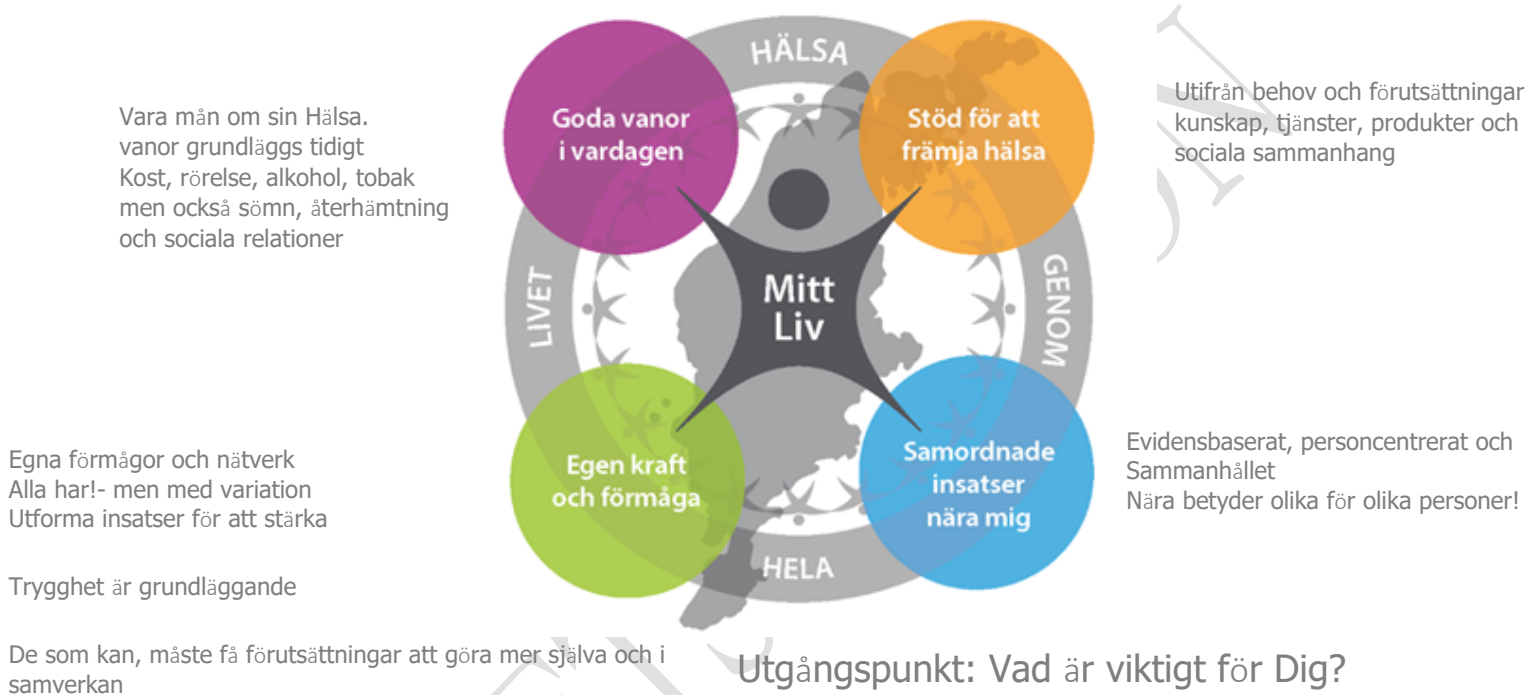 HÄLSA
GENOM
HELA
LIVET
Goda vanor
i vardagen
Stöd för att
främja hälsa
Mitt
Liv
Egen kraft
och förmåga
Samordnade
insatser
nära mig
Vara mån om sin Hälsa.
vanor grundläggs tidigt
Kost, rörelse, alkohol, tobak
men också sömn, återhämtning
och sociala relationer
Utifrån behov och förutsättningar
kunskap, tjänster, produkter och
sociala sammanhang
Egna förmågor och nätverk
Alla har!- men med variation
Utforma insatser för att stärka
Trygghet är grundläggande
De som kan, måste få förutsättningar att göra mer själva och i
samverkan
Evidensbaserat, personcentrerat och
Sammanhållet
Nära betyder olika för olika personer!
Utgångspunkt: Vad är viktigt för Dig?